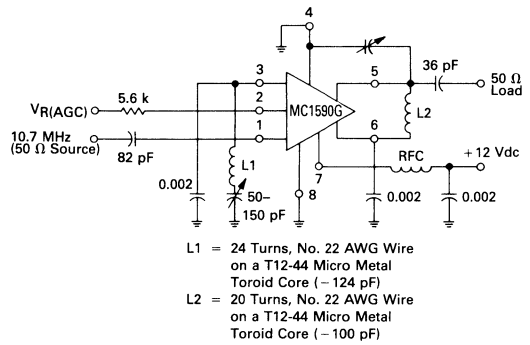 4
3
5
36 pF
50 Ω
Load
V_R(AGC)
5.6 k
2
MC1590G
L2
10.7 MHz
(50 Ω Source)
1
6
82 pF
L1
RFC
+12 Vdc
7
0.002
50–
150 pF
8
0.002
0.002
L1 = 24 Turns, No. 22 AWG Wire
on a T12-44 Micro Metal
Toroid Core (–124 pF)
L2 = 20 Turns, No. 22 AWG Wire
on a T12-44 Micro Metal
Toroid Core (–100 pF)